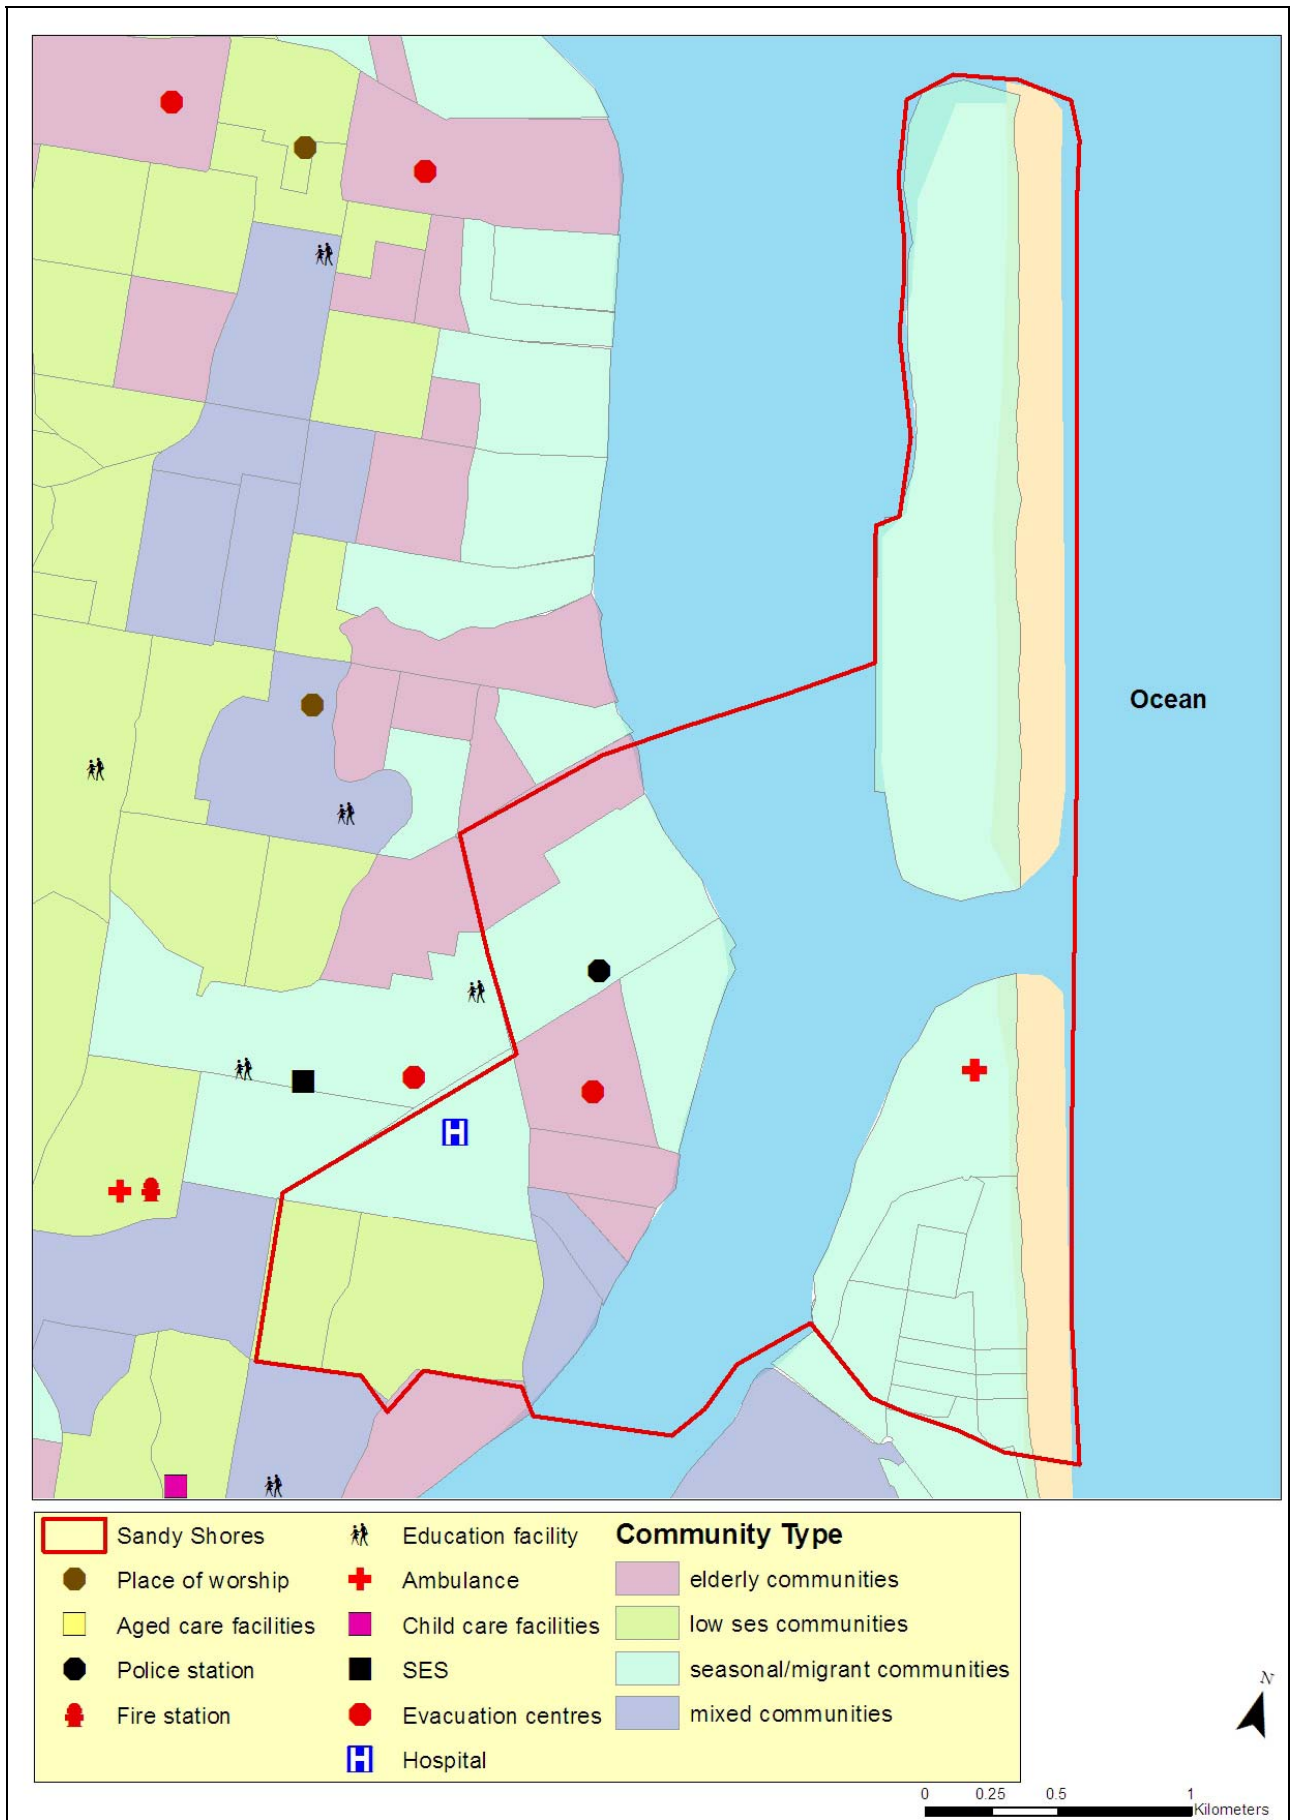 Ocean
Sandy Shores
Place of worship
Aged care facilities
Police station
Fire station
Education facility
Ambulance
Child care facilities
SES
Evacuation centres
H Hospital
Community Type
elderly communities
low ses communities
seasonal/migrant communities
mixed communities
H
N
0 0.25 0.5 1
Kilometers